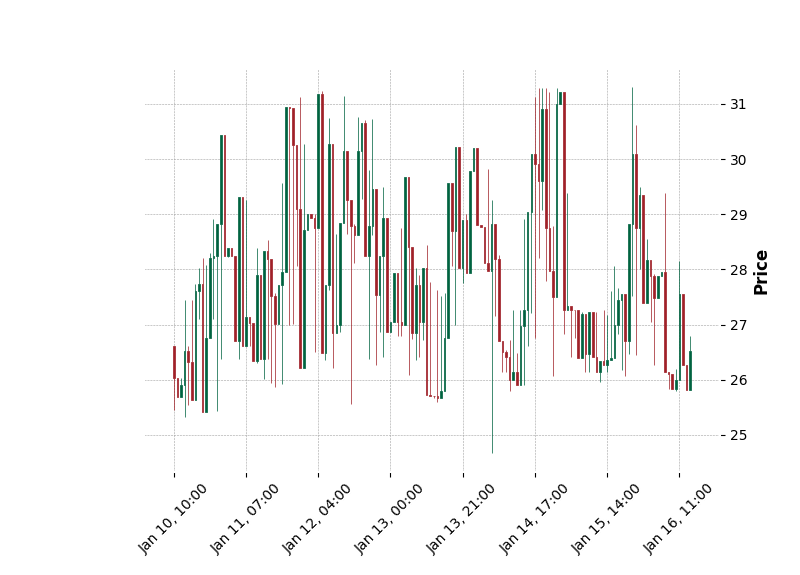 31
30
29
28
27
26
25
Price
Jan 10, 10:00
Jan 11, 07:00
Jan 12, 04:00
Jan 13, 00:00
Jan 13, 21:00
Jan 14, 17:00
Jan 15, 14:00
Jan 16, 11:00